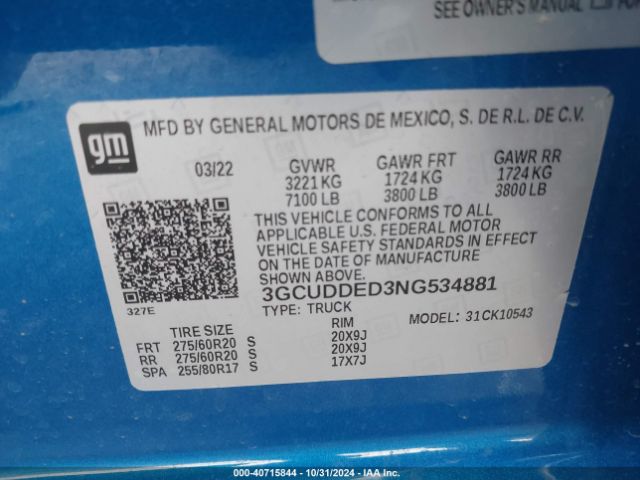 SEE OWNER'S MANUAL
gm
MFD BY GENERAL MOTORS DE MEXICO, S. DE R.L. DE C.V.
03/22 GVWR GAWR FRT GAWR RR
3221 KG 1724 KG 1724 KG
7100 LB 3800 LB 3800 LB
THIS VEHICLE CONFORMS TO ALL
APPLICABLE U.S. FEDERAL MOTOR
VEHICLE SAFETY STANDARDS IN EFFECT
ON THE DATE OF MANUFACTURE
SHOWN ABOVE.
3GCUDDED3NG534881
327E
TYPE: TRUCK MODEL: 31CK10543
TIRE SIZE RIM
FRT 275/60R20 S 20X9J
RR 275/60R20 S 20X9J
SPA 255/80R17 S 17X7J
000-40715844 - 10/31/2024 - IAA Inc.